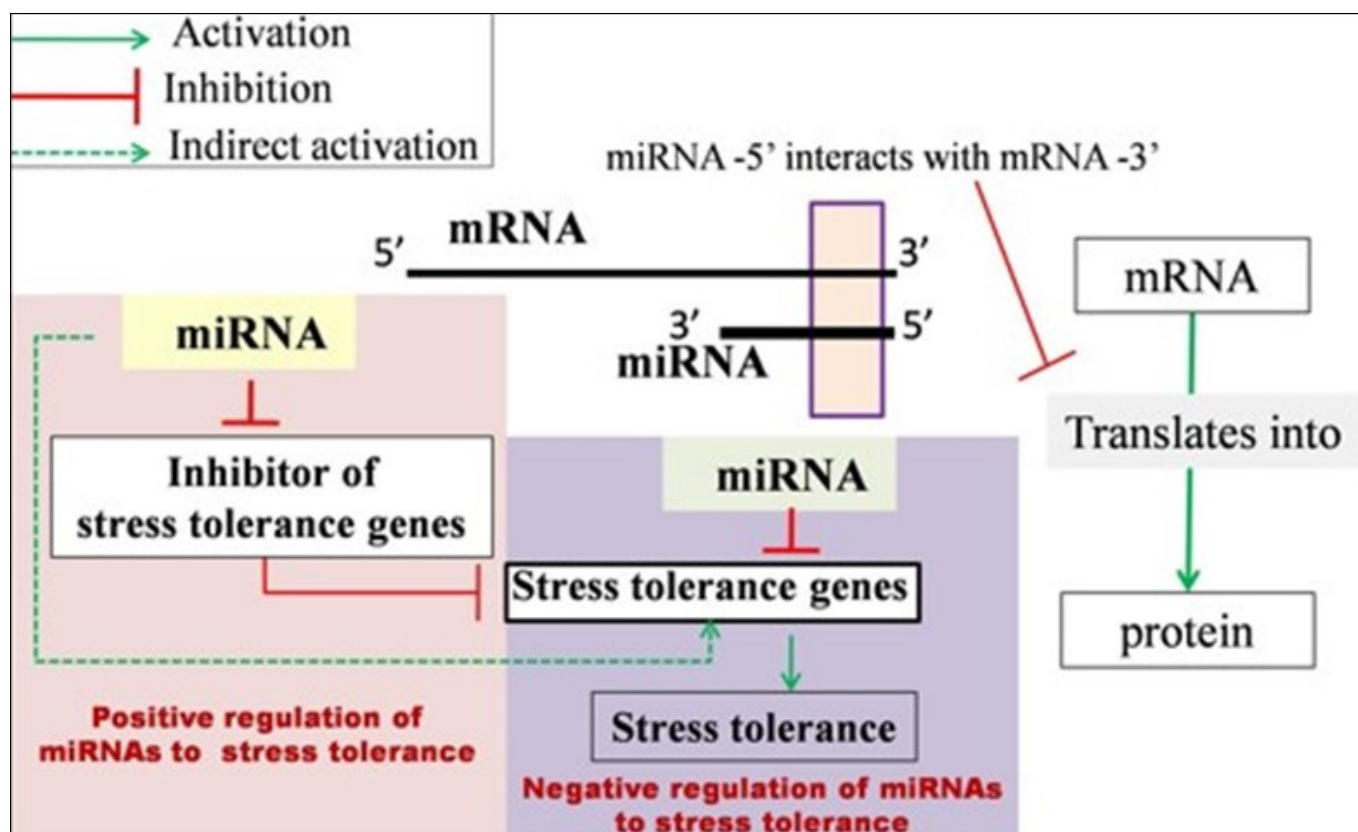 Activation
Inhibition
Indirect activation
miRNA -5’ interacts with mRNA -3’
5’
mRNA
3’
3’
5’
miRNA
mRNA
Translates into
protein
miRNA
Inhibitor of
stress tolerance genes
miRNA
Stress tolerance genes
Stress tolerance
Positive regulation of
miRNAs to stress tolerance
Negative regulation of miRNAs
to stress tolerance